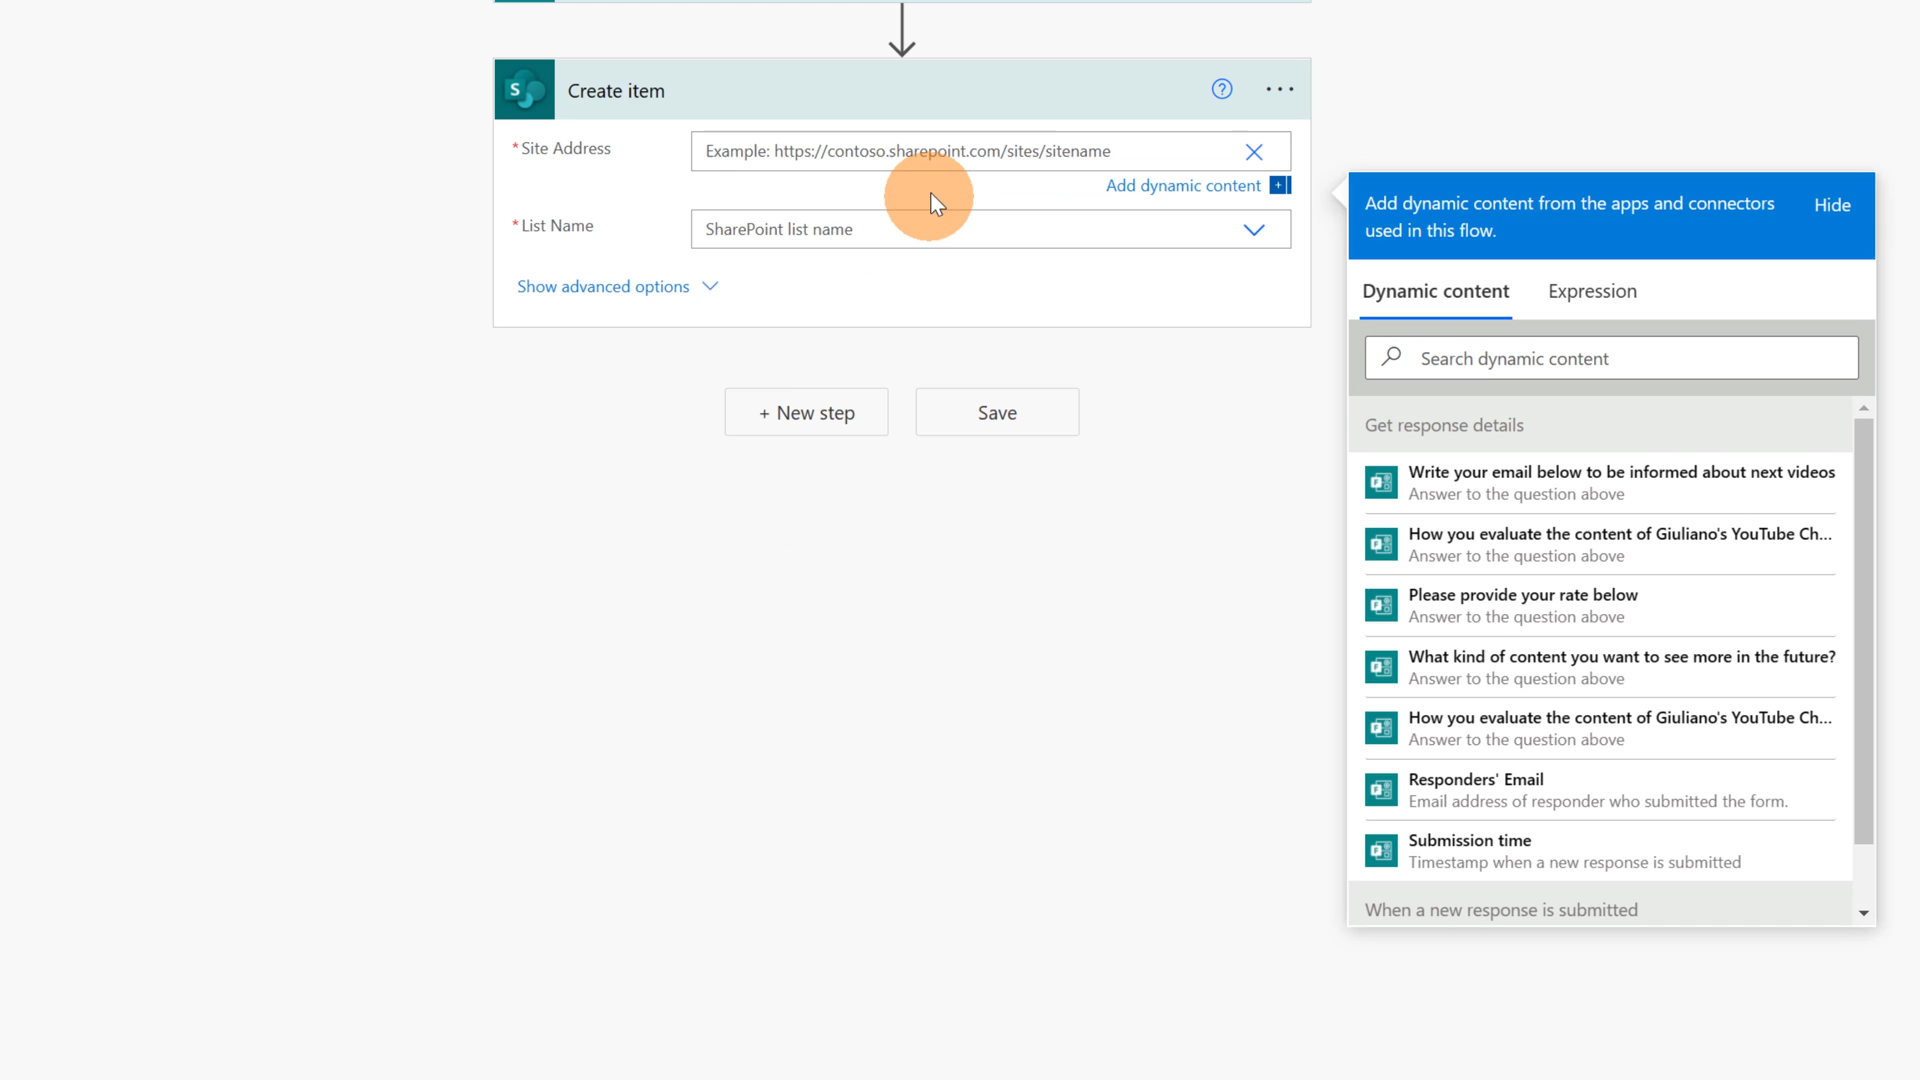 Create item
* Site Address
Example: https://contoso.sharepoint.com/sites/sitename
Add dynamic content
* List Name
SharePoint list name
Show advanced options
+ New step
Save
Add dynamic content from the apps and connectors
used in this flow.
Hide
Dynamic content
Expression
Search dynamic content
Get response details
Write your email below to be informed about next videos
Answer to the question above
How you evaluate the content of Giuliano's YouTube Ch...
Answer to the question above
Please provide your rate below
Answer to the question above
What kind of content you want to see more in the future?
Answer to the question above
How you evaluate the content of Giuliano's YouTube Ch...
Answer to the question above
Responders' Email
Email address of responder who submitted the form.
Submission time
Timestamp when a new response is submitted
When a new response is submitted